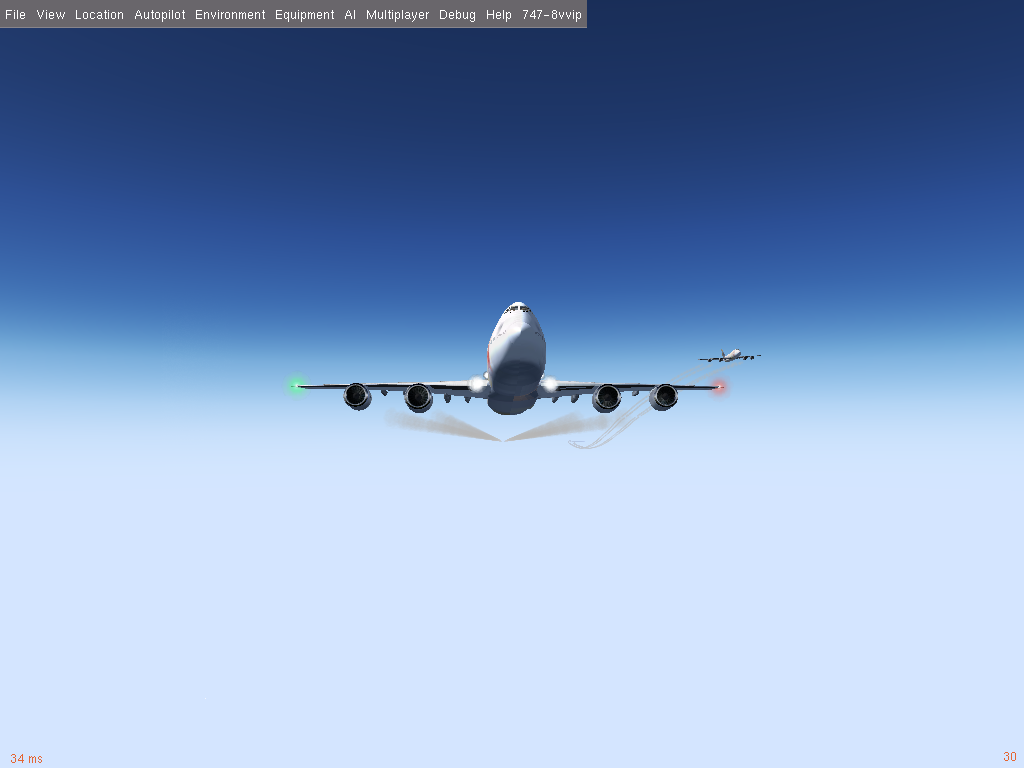 File View Location Autopilot Environment Equipment AI Multiplayer Debug Help 747-8vvip
34 ms
30